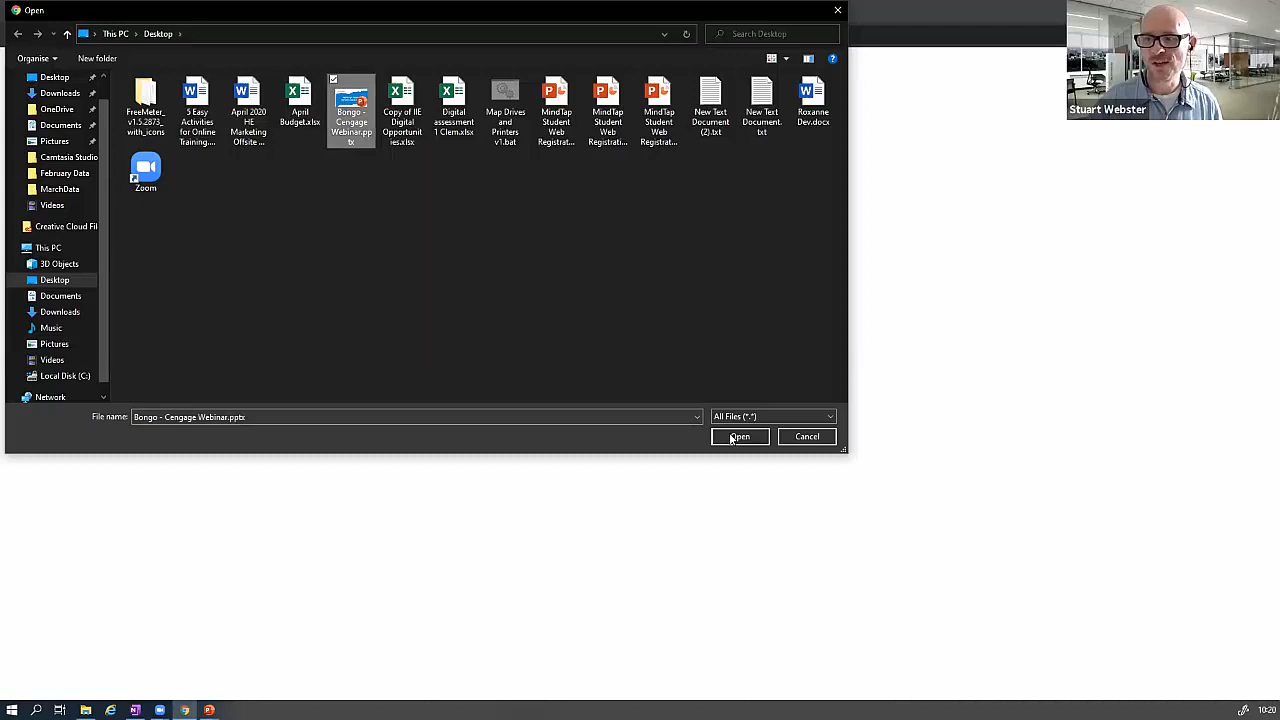 Open
This PC
Desktop
Search Desktop
Organise
New folder
Desktop
Downloads
OneDrive
Documents
Pictures
Camtasia Studio
February Data
MarchData
Videos
Creative Cloud Fil
This PC
3D Objects
Desktop
Documents
Downloads
Music
Pictures
Videos
Local Disk (C:)
Network
FreeMeter_
v1.5.2873_
with_icons
5 Easy
Activities
for Online
Training....
April 2020
HE
Marketing
Offsite ...
April
Budget.xlsx
Bongo -
Cengage
Webinar.pp
tx
Copy of IIE
Digital
Opportunit
ies.xlsx
Digital
assessment
1 Clem.xlsx
Map Drives
and
Printers
v1.bat
MindTap
Student
Web
Registrat...
MindTap
Student
Web
Registrati...
MindTap
Student
Web
Registrat...
New Text
Document
(2).txt
New Text
Document.
txt
Roxanne
Dev.docx
Zoom
File name:
Bongo - Cengage Webinar.pptx
All Files (*.*)
Open
Cancel
Stuart Webster
10:20